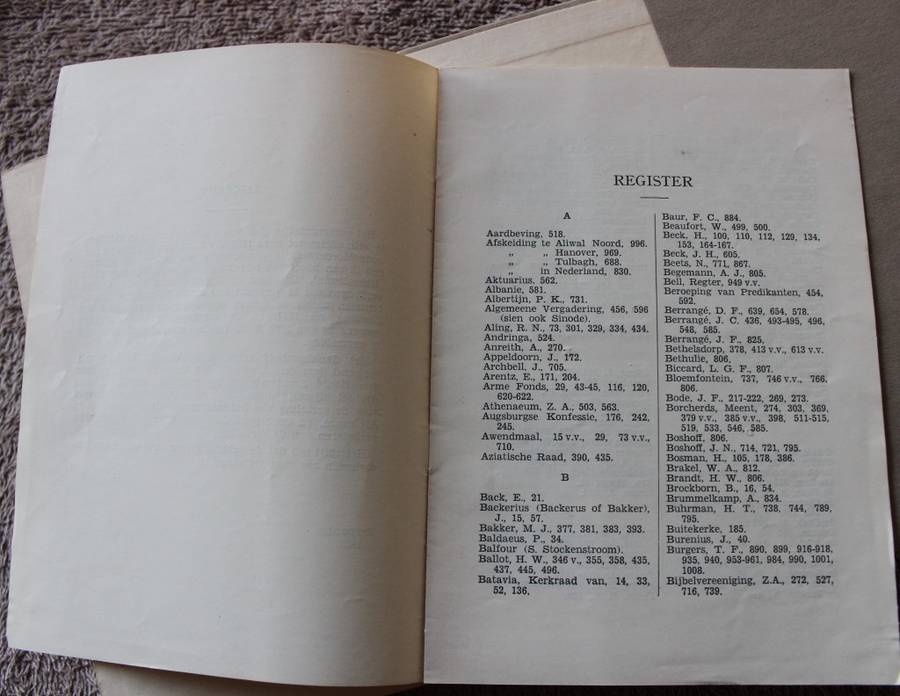 REGISTER
A
Aardbeving, 518.
Afskeiding te Aliwal Noord, 996.
„ „ Hanover, 969.
„ „ Tulbagh, 688.
„ in Nederland, 830.
Aktuarius, 562.
Albanie, 581.
Albertijn, P. K., 731.
Algemeene Vergadering, 456, 596
(sien ook Sinode).
Aling, R. N., 73, 301, 329, 334, 434.
Andringa, 524.
Anreith, A., 270.
Appeldoorn, J., 172.
Archbell, J., 705.
Arentz, E., 171, 204.
Arme Fonds, 29, 43-45, 116, 120,
620-622.
Athenaeum, Z. A., 503, 563.
Augsburgse Konfessie, 176, 242,
245.
Awendmaal, 15 v.v., 29, 73 v.v.,
710.
Aziatische Raad, 390, 435.
B
Back, E., 21.
Backerius (Backerus of Bakker),
J., 15, 57.
Bakker, M. J., 377, 381, 383, 393.
Baldaeus, P., 34.
Balfour (S. Stockenstroom).
Ballot, H. W., 346 v., 355, 358, 435,
437, 445, 496.
Batavia, Kerkraad van, 14, 33,
52, 136.
Baur, F. C., 884.
Beaufort, W., 499, 500.
Beck, H., 100, 110, 112, 129, 134,
153, 164-167.
Beck, J. H., 605.
Beets, N., 771, 867.
Begemann, A. J., 805.
Bell, Regter, 949 v.v.
Beroeping van Predikanten, 454,
592.
Berrangé, D. F., 639, 654, 578.
Berrangé, J. C. 436, 493-495, 496,
548, 585.
Berrangé, J. F., 825.
Bethelsdorp, 378, 413 v.v., 613 v.v.
Bethulie, 806.
Biccard, L. G. F., 807.
Bloemfontein, 737, 746 v.v., 766,
806.
Bode, J. F., 217-222, 269, 273.
Borcherds, Meent, 274, 303, 369,
379 v.v., 385 v.v., 398, 511-515,
519, 533, 546, 585.
Boshoff, 806.
Boshoff, J. N., 714, 721, 795.
Bosman, H., 105, 178, 386.
Brakel, W. A., 812.
Brandt, H. W., 806.
Brockborn, B., 16, 54.
Brummelkamp, A., 834.
Buhrman, H. T., 738, 744, 789,
795.
Buitekerke, 185.
Burenius, J., 40.
Burgers, T. F., 890, 899, 916-918,
935, 940, 953-961, 984, 990, 1001,
1008.
Bijbelvereeniging, Z.A., 272, 527,
716, 739.